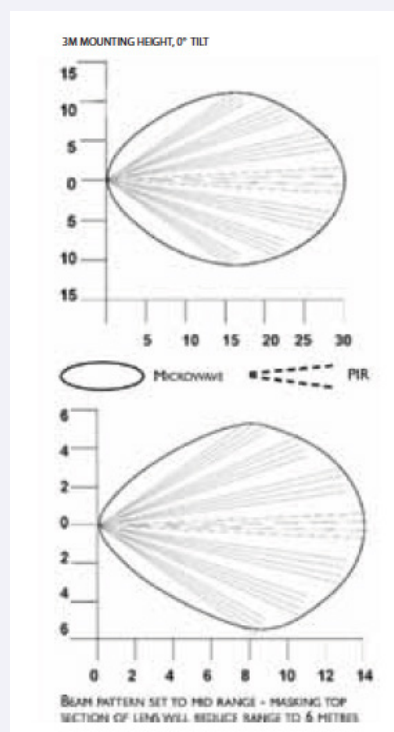 3M MOUNTING HEIGHT, 0° TILT
15
10
5
0
5
10
15
5 10 15 20 25 30
MICROWAVE PIR
6
4
2
0
2
4
6
0 2 4 6 8 10 14
BEAM PATTERN SET TO MID RANGE - MASKING TOP
SECTION OF LENS WILL REDUCE RANGE TO 6 METRES